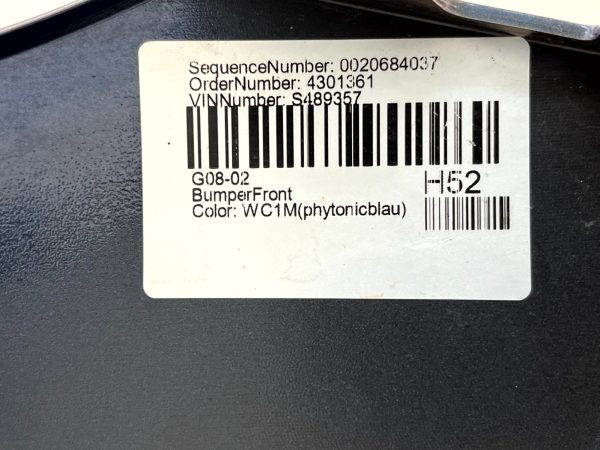 SequenceNumber: 0020684037
OrderNumber: 4301361
VINNumber: S489357
G08-02
H52
BumperFront
Color: WC1M(phytonicblau)